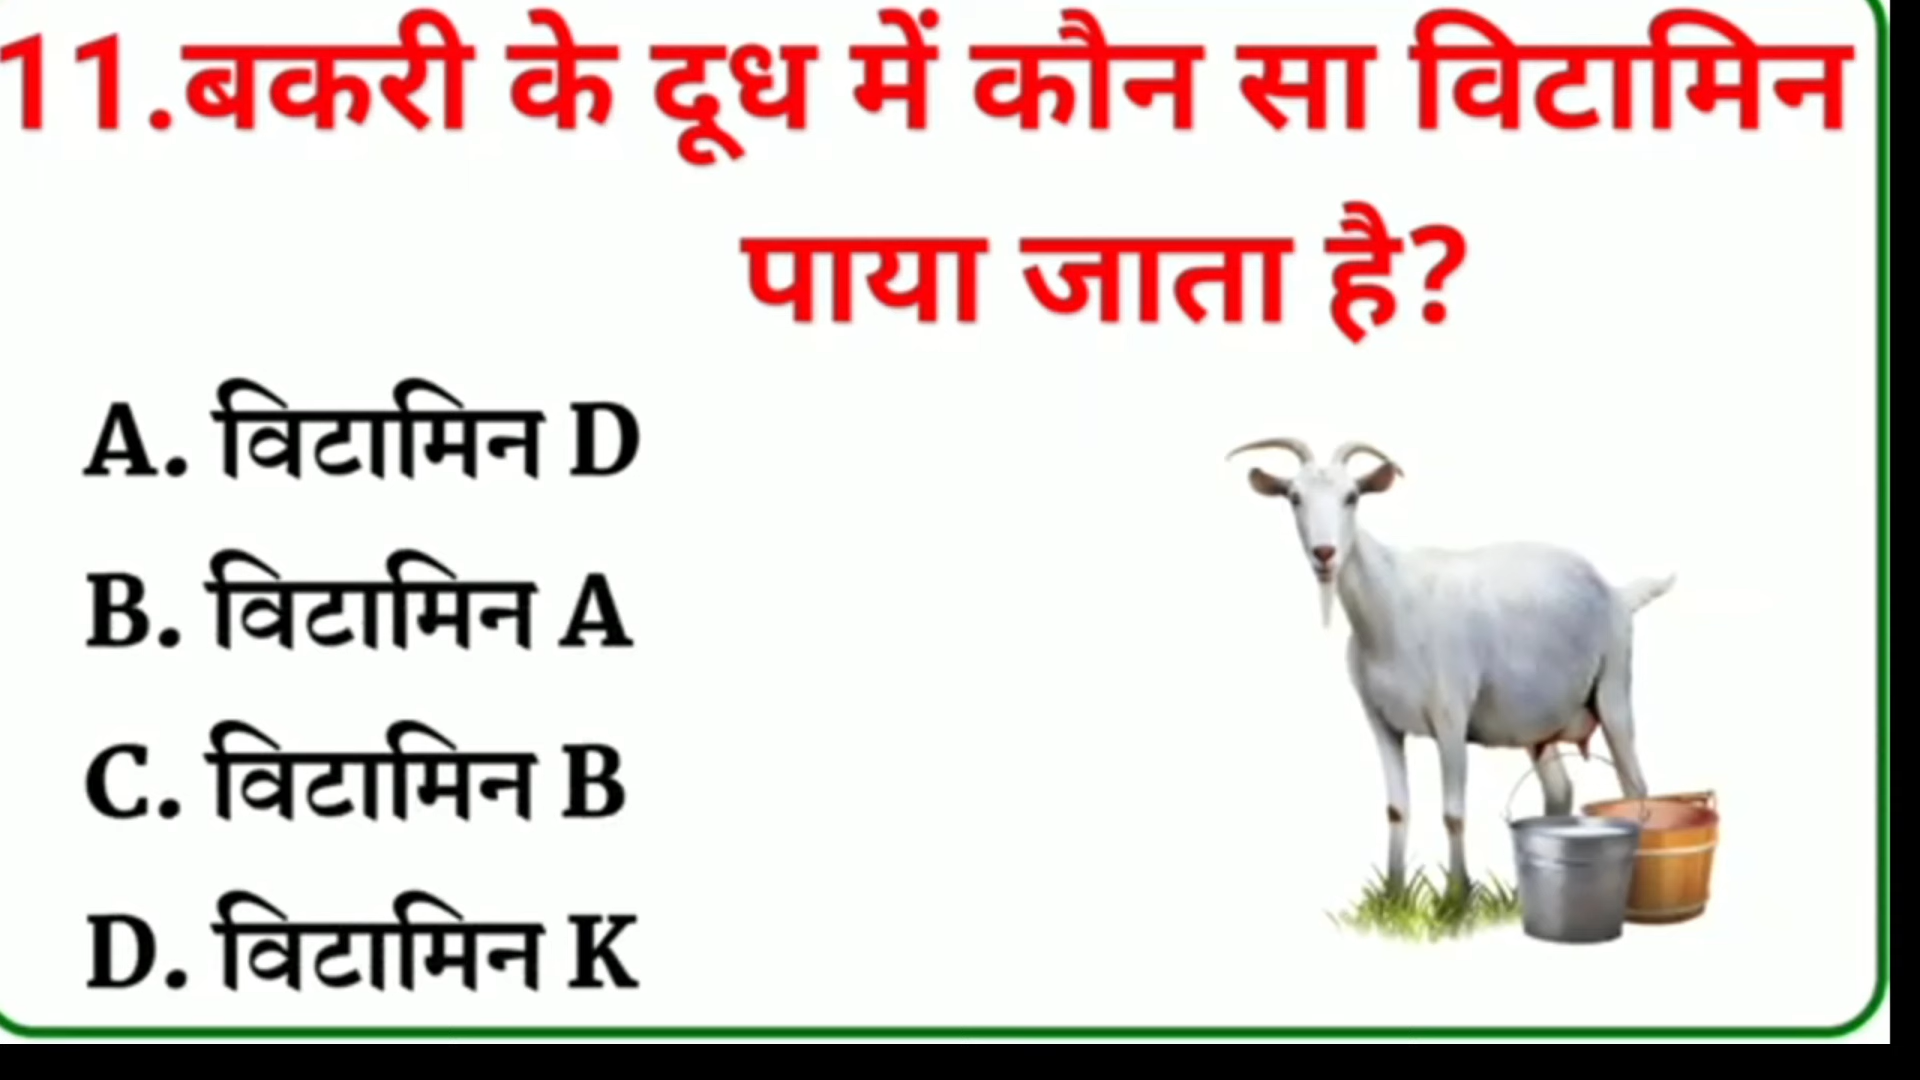 11.बकरी के दूध में कौन सा विटामिन
पाया जाता है?
A. विटामिन D
B. विटामिन A
C. विटामिन B
D. विटामिन K